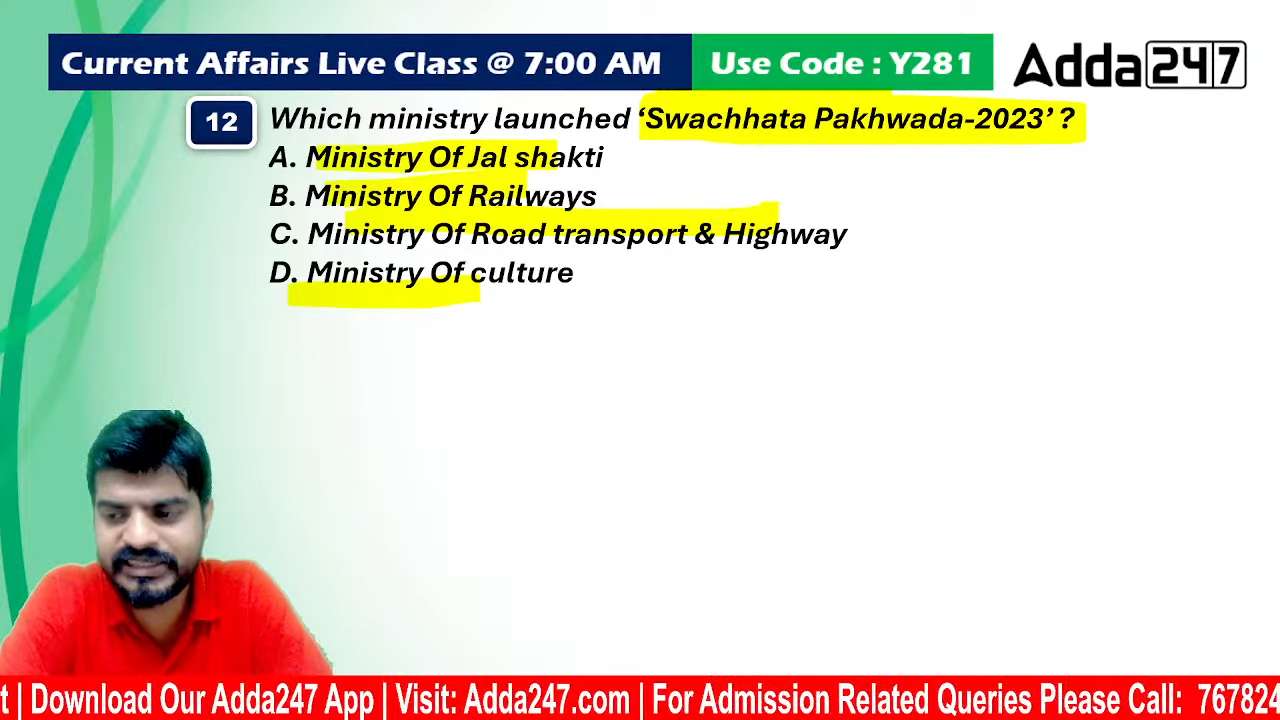 Current Affairs Live Class @ 7:00 AM
Use Code : Y281
Adda247
12
Which ministry launched ‘Swachhata Pakhwada-2023’ ?
A. Ministry Of Jal shakti
B. Ministry Of Railways
C. Ministry Of Road transport & Highway
D. Ministry Of culture
t | Download Our Adda247 App | Visit: Adda247.com | For Admission Related Queries Please Call: 767824